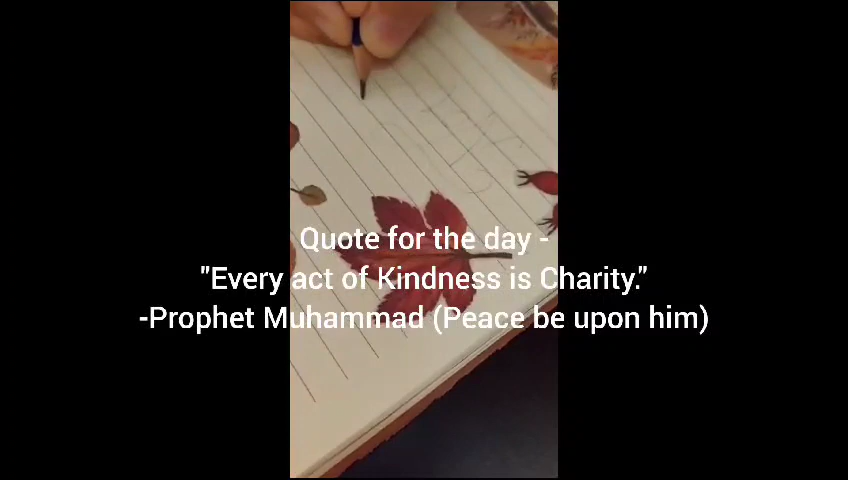 Quote for the day -
"Every act of Kindness is Charity."
-Prophet Muhammad (Peace be upon him)